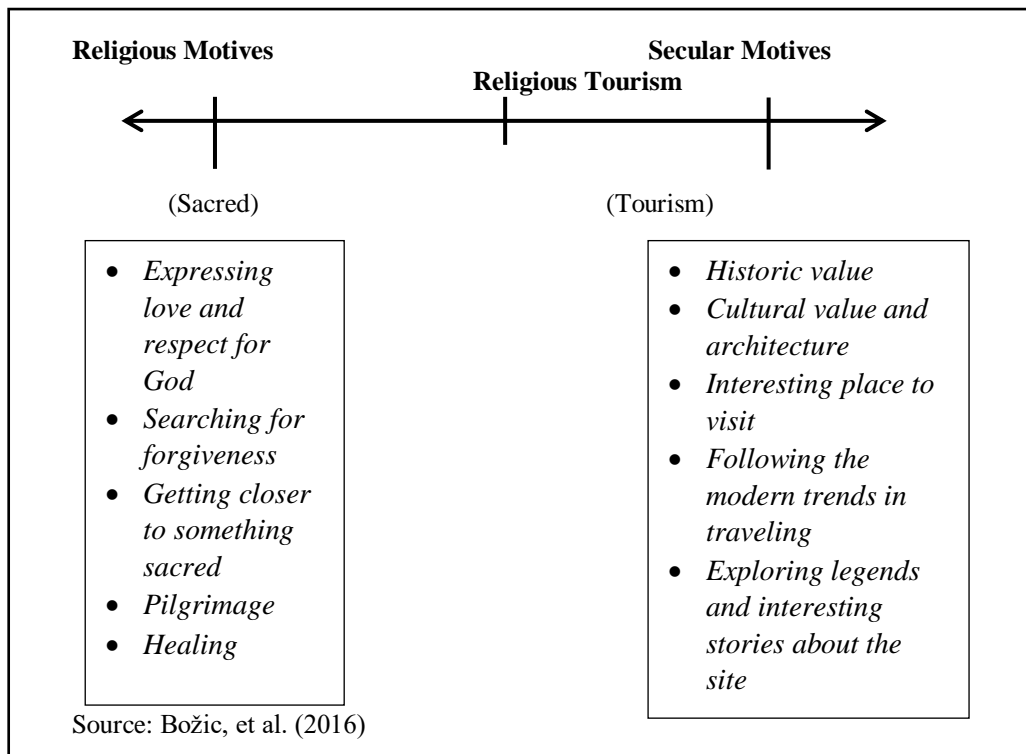 Religious Motives
Secular Motives
Religious Tourism
(Sacred)
(Tourism)
• Expressing
love and
respect for
God
• Searching for
forgiveness
• Getting closer
to something
sacred
• Pilgrimage
• Healing
• Historic value
• Cultural value and
architecture
• Interesting place to
visit
• Following the
modern trends in
traveling
• Exploring legends
and interesting
stories about the
site
Source: Božic, et al. (2016)